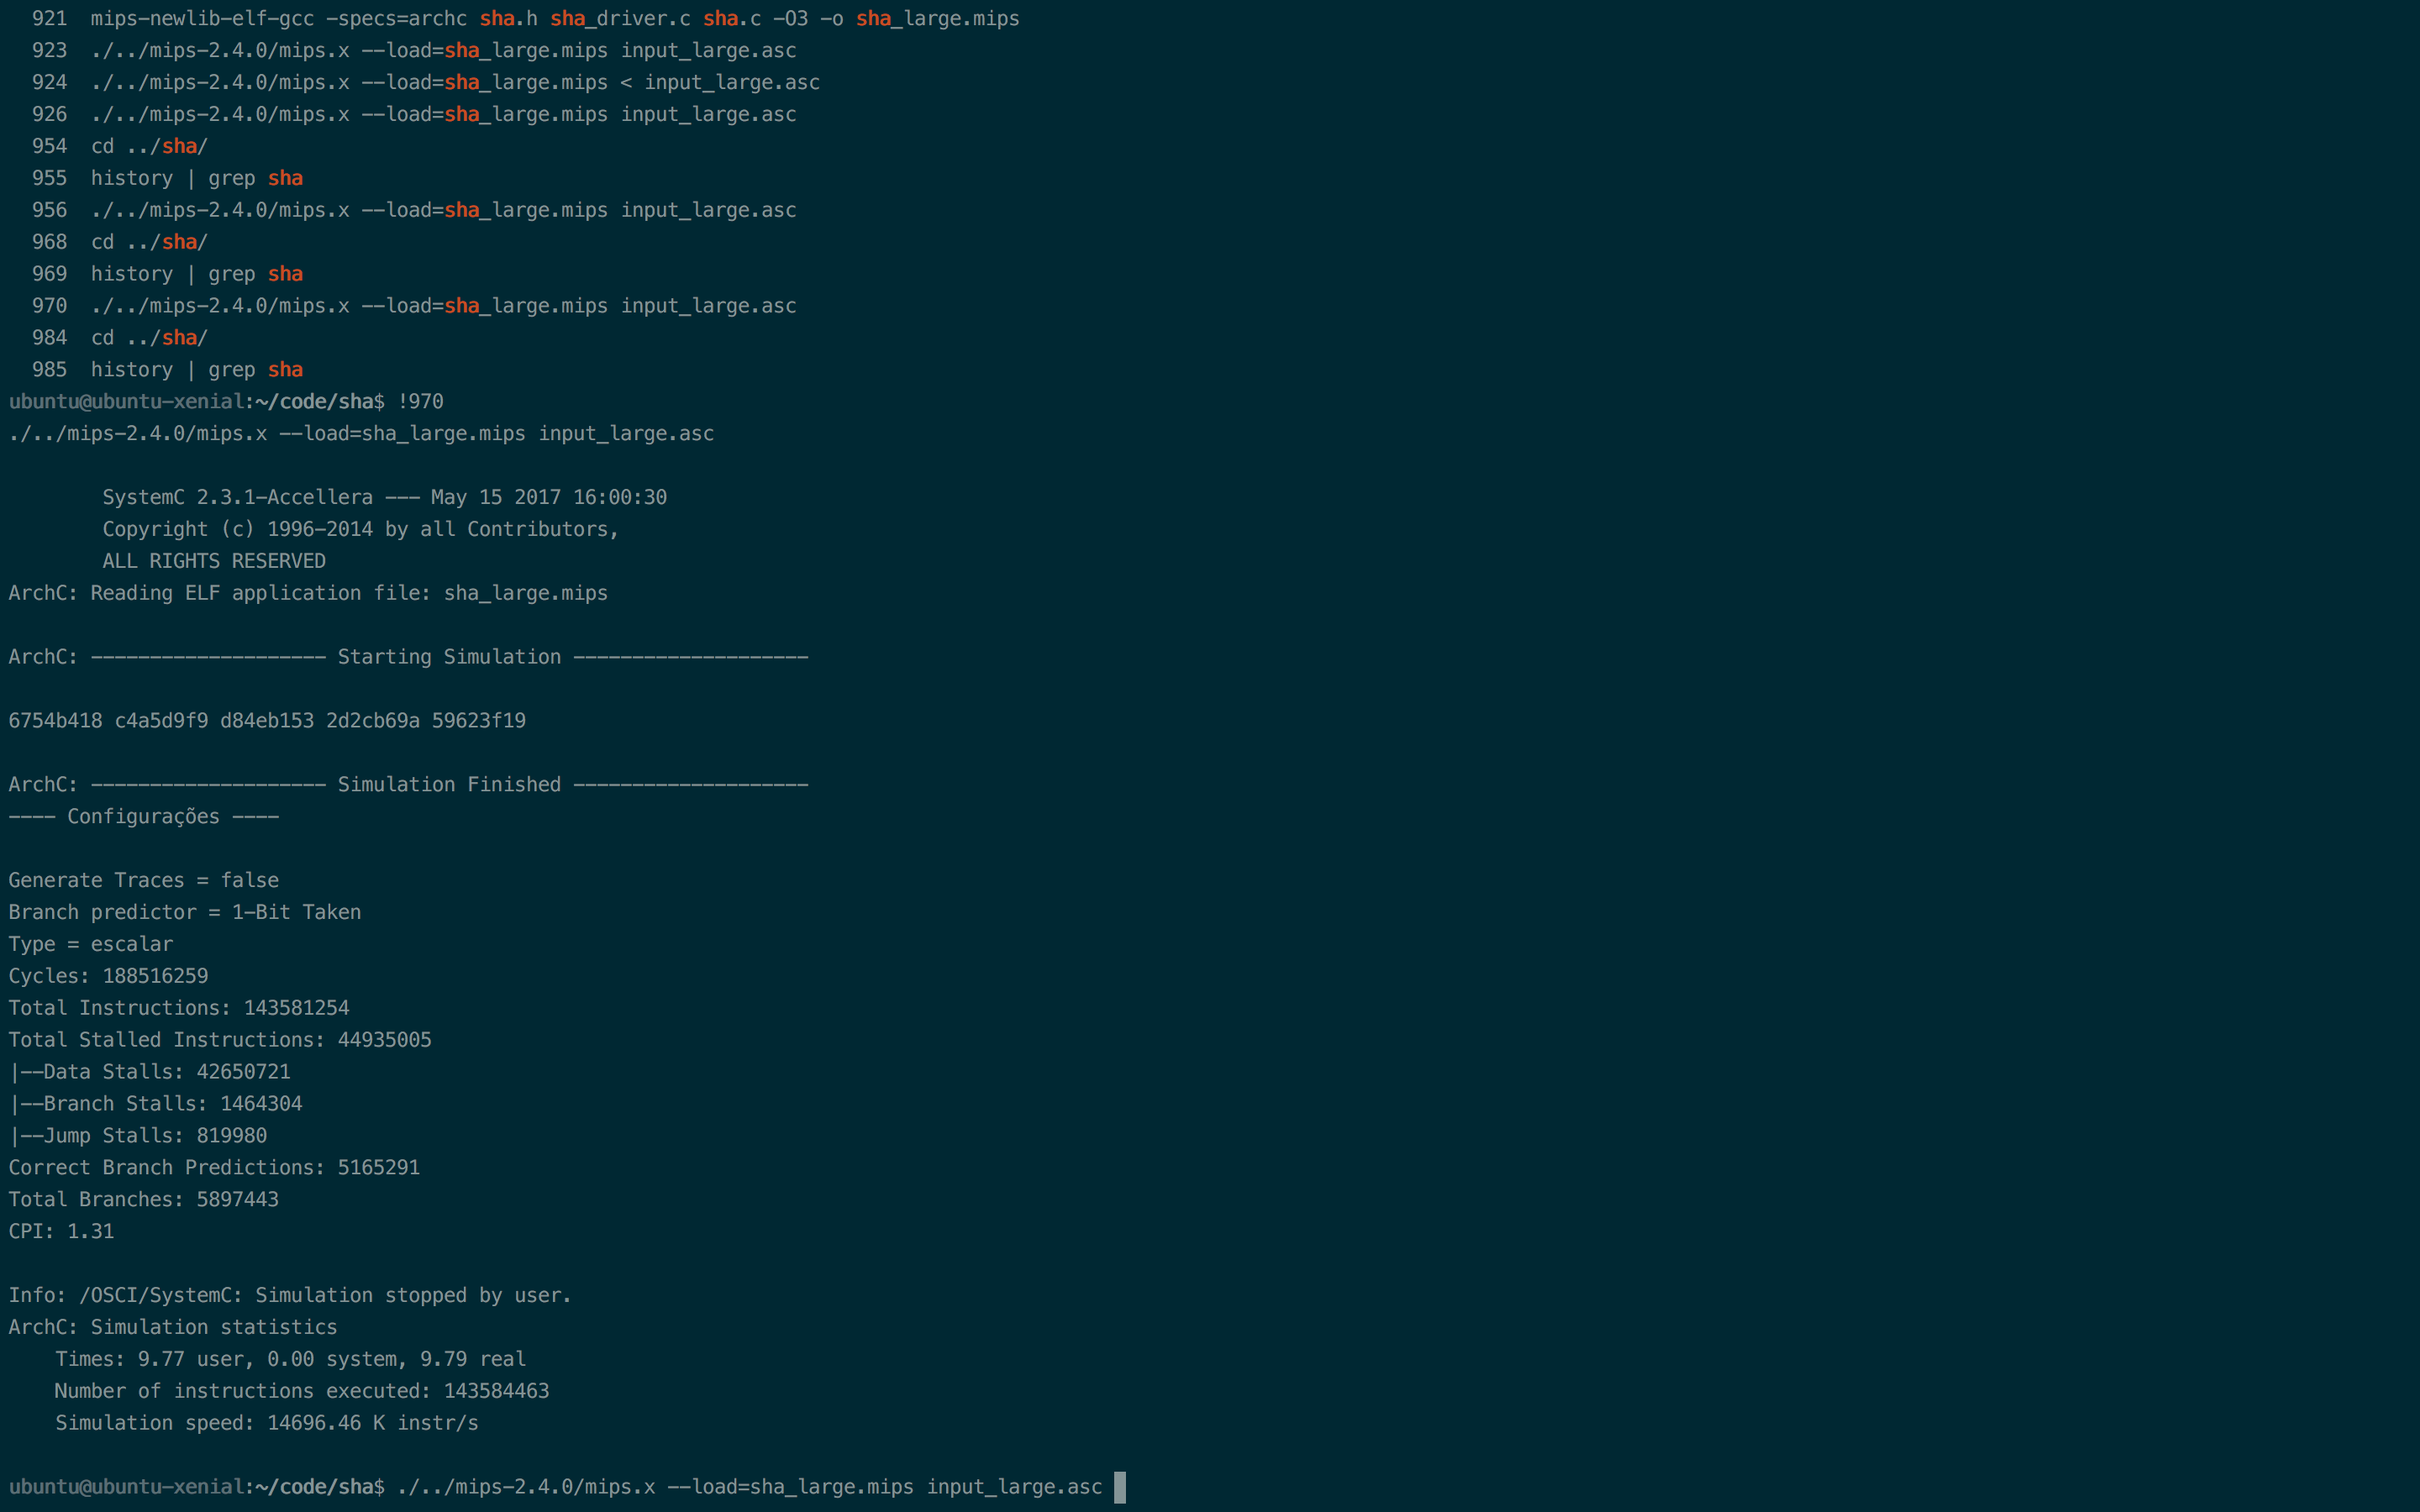 921  mips-newlib-elf-gcc -specs=archc sha.h sha_driver.c sha.c -O3 -o sha_large.mips
923  ./../mips-2.4.0/mips.x --load=sha_large.mips input_large.asc
924  ./../mips-2.4.0/mips.x --load=sha_large.mips < input_large.asc
926  ./../mips-2.4.0/mips.x --load=sha_large.mips input_large.asc
954  cd ../sha/
955  history | grep sha
956  ./../mips-2.4.0/mips.x --load=sha_large.mips input_large.asc
968  cd ../sha/
969  history | grep sha
970  ./../mips-2.4.0/mips.x --load=sha_large.mips input_large.asc
984  cd ../sha/
985  history | grep sha
ubuntu@ubuntu-xenial:~/code/sha$ !970
./../mips-2.4.0/mips.x --load=sha_large.mips input_large.asc
SystemC 2.3.1-Accellera --- May 15 2017 16:00:30
Copyright (c) 1996-2014 by all Contributors,
ALL RIGHTS RESERVED
ArchC: Reading ELF application file: sha_large.mips
ArchC: -------------------- Starting Simulation --------------------
6754b418 c4a5d9f9 d84eb153 2d2cb69a 59623f19
ArchC: -------------------- Simulation Finished --------------------
---- Configurações ----
Generate Traces = false
Branch predictor = 1-Bit Taken
Type = escalar
Cycles: 188516259
Total Instructions: 143581254
Total Stalled Instructions: 44935005
|--Data Stalls: 42650721
|--Branch Stalls: 1464304
|--Jump Stalls: 819980
Correct Branch Predictions: 5165291
Total Branches: 5897443
CPI: 1.31
Info: /OSCI/SystemC: Simulation stopped by user.
ArchC: Simulation statistics
Times: 9.77 user, 0.00 system, 9.79 real
Number of instructions executed: 143584463
Simulation speed: 14696.46 K instr/s
ubuntu@ubuntu-xenial:~/code/sha$ ./../mips-2.4.0/mips.x --load=sha_large.mips input_large.asc